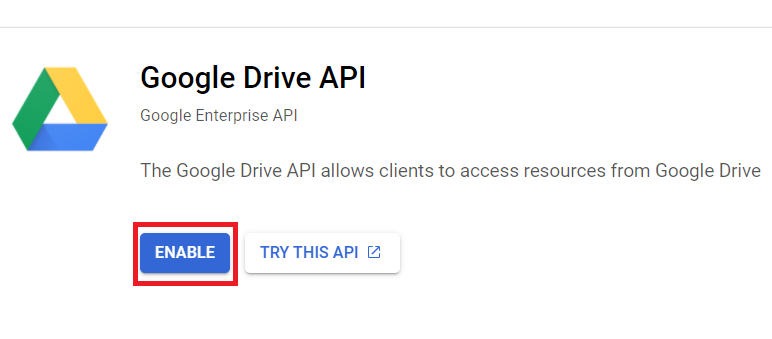 Google Drive API
Google Enterprise API
The Google Drive API allows clients to access resources from Google Drive
ENABLE
TRY THIS API